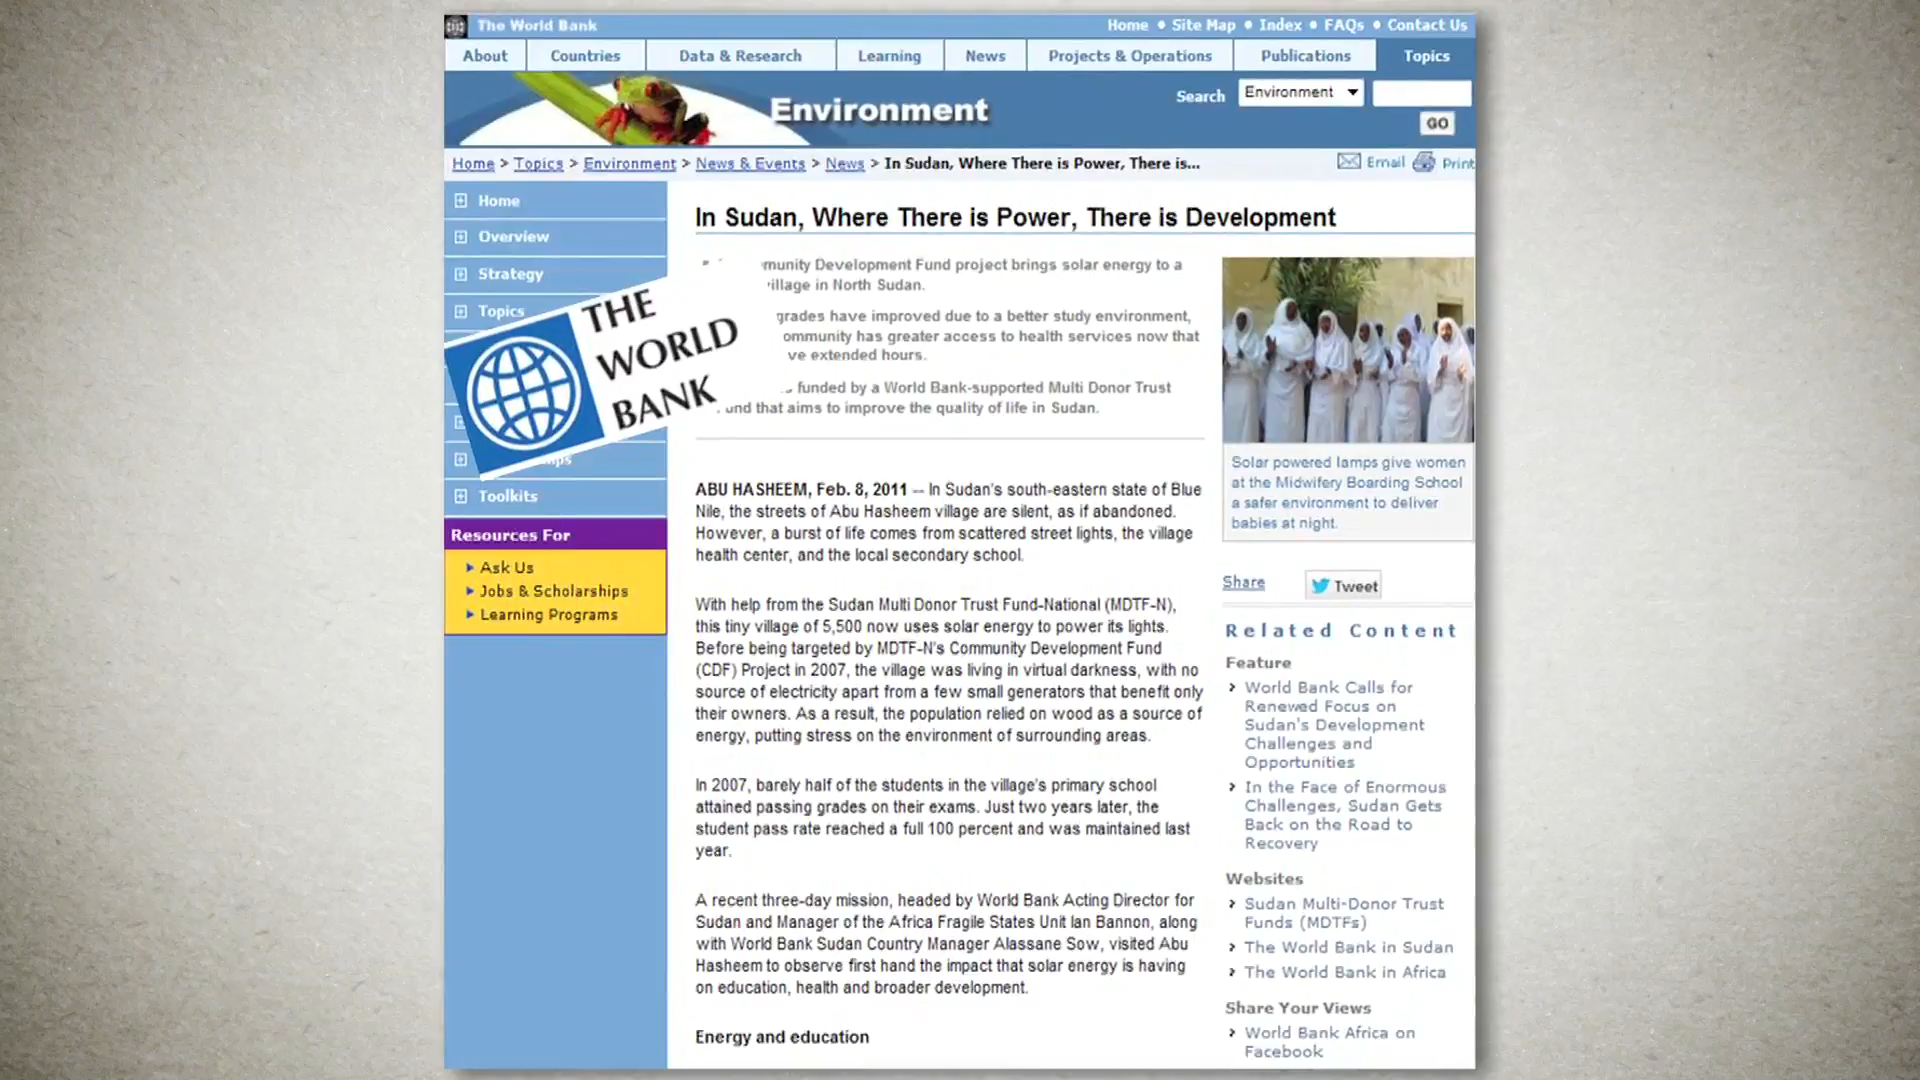 The World Bank
Home • Site Map • Index • FAQs • Contact Us
About
Countries
Data & Research
Learning
News
Projects & Operations
Publications
Topics
Environment
Search
Environment
GO
Home > Topics > Environment > News & Events > News > In Sudan, Where There is Power, There is...
Email
Print
Home
Overview
Strategy
Topics
Toolkits
THE
WORLD
BANK
Resources For
Ask Us
Jobs & Scholarships
Learning Programs
In Sudan, Where There is Power, There is Development
Development Fund project brings solar energy to a
in North Sudan.
grades have improved due to a better study environment,
has greater access to health services now that
extended hours.
funded by a World Bank-supported Multi Donor Trust
that aims to improve the quality of life in Sudan.
ABU HASHEEM, Feb. 8, 2011 -- In Sudan's south-eastern state of Blue
Nile, the streets of Abu Hasheem village are silent, as if abandoned.
However, a burst of life comes from scattered street lights, the village
health center, and the local secondary school.
With help from the Sudan Multi Donor Trust Fund-National (MDTF-N),
this tiny village of 5,500 now uses solar energy to power its lights.
Before being targeted by MDTF-N's Community Development Fund
(CDF) Project in 2007, the village was living in virtual darkness, with no
source of electricity apart from a few small generators that benefit only
their owners. As a result, the population relied on wood as a source of
energy, putting stress on the environment of surrounding areas.
In 2007, barely half of the students in the village's primary school
attained passing grades on their exams. Just two years later, the
student pass rate reached a full 100 percent and was maintained last
year.
A recent three-day mission, headed by World Bank Acting Director for
Sudan and Manager of the Africa Fragile States Unit Ian Bannon, along
with World Bank Sudan Country Manager Alassane Sow, visited Abu
Hasheem to observe first hand the impact that solar energy is having
on education, health and broader development.
Energy and education
Solar powered lamps give women
at the Midwifery Boarding School
a safer environment to deliver
babies at night.
Share
Tweet
Related Content
Feature
World Bank Calls for
Renewed Focus on
Sudan's Development
Challenges and
Opportunities
In the Face of Enormous
Challenges, Sudan Gets
Back on the Road to
Recovery
Websites
Sudan Multi-Donor Trust
Funds (MDTFs)
The World Bank in Sudan
The World Bank in Africa
Share Your Views
World Bank Africa on
Facebook